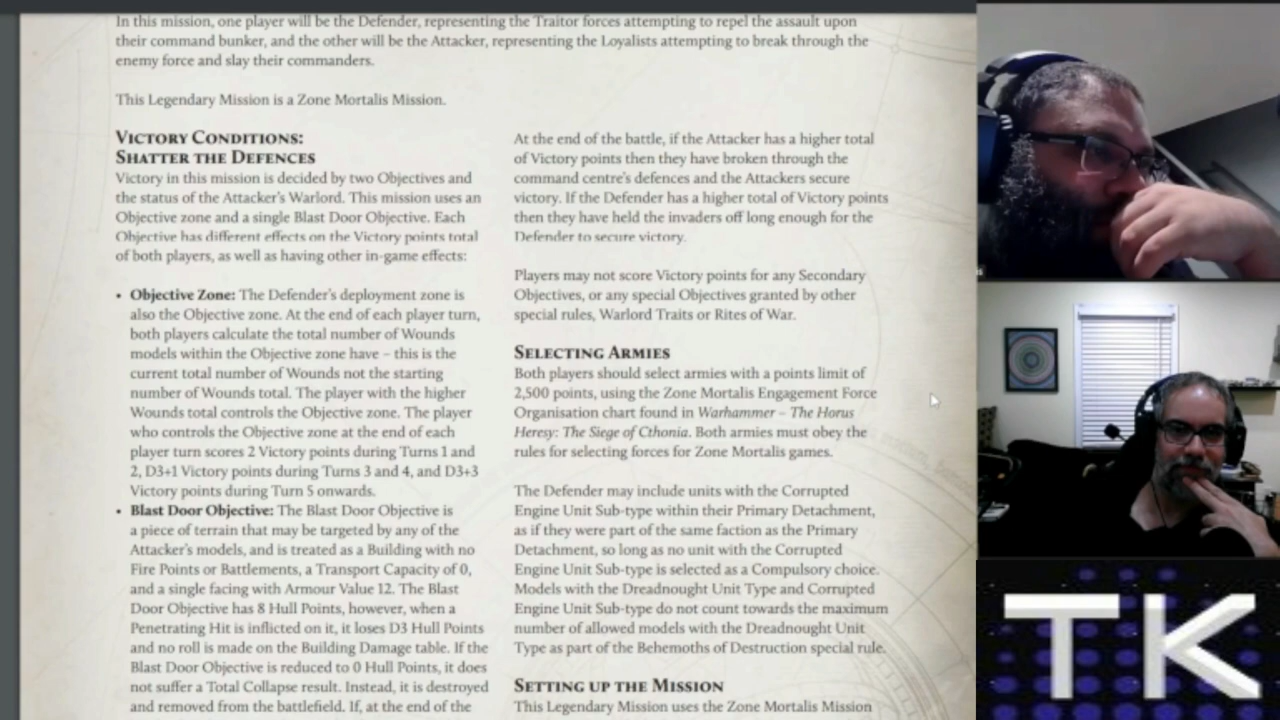 In this mission, one player will be the Defender, representing the Traitor forces attempting to repel the assault upon
their command bunker, and the other will be the Attacker, representing the Loyalists attempting to break through the
enemy force and slay their commanders.
This Legendary Mission is a Zone Mortalis Mission.
Victory Conditions:
Shatter the Defences
Victory in this mission is decided by two Objectives and
the status of the Attacker's Warlord. This mission uses an
Objective zone and a single Blast Door Objective. Each
Objective has different effects on the Victory points total
of both players, as well as having other in-game effects:
• Objective Zone: The Defender's deployment zone is
also the Objective zone. At the end of each player turn,
both players calculate the total number of Wounds
models within the Objective zone have – this is the
current total number of Wounds not the starting
number of Wounds total. The player with the higher
Wounds total controls the Objective zone. The player
who controls the Objective zone at the end of each
player turn scores 2 Victory points during Turns 1 and
2, D3+1 Victory points during Turns 3 and 4, and D3+3
Victory points during Turn 5 onwards.
• Blast Door Objective: The Blast Door Objective is
a piece of terrain that may be targeted by any of the
Attacker's models, and is treated as a Building with no
Fire Points or Battlements, a Transport Capacity of 0,
and a single facing with Armour Value 12. The Blast
Door Objective has 8 Hull Points, however, when a
Penetrating Hit is inflicted on it, it loses D3 Hull Points
and no roll is made on the Building Damage table. If the
Blast Door Objective is reduced to 0 Hull Points, it does
not suffer a Total Collapse result. Instead, it is destroyed
and removed from the battlefield. If, at the end of the
At the end of the battle, if the Attacker has a higher total
of Victory points then they have broken through the
command centre's defences and the Attackers secure
victory. If the Defender has a higher total of Victory points
then they have held the invaders off long enough for the
Defender to secure victory.
Players may not score Victory points for any Secondary
Objectives, or any special Objectives granted by other
special rules, Warlord Traits or Rites of War.
Selecting Armies
Both players should select armies with a points limit of
2,500 points, using the Zone Mortalis Engagement Force
Organisation chart found in Warhammer – The Horus
Heresy: The Siege of Cthonia. Both armies must obey the
rules for selecting forces for Zone Mortalis games.
The Defender may include units with the Corrupted
Engine Unit Sub-type within their Primary Detachment,
as if they were part of the same faction as the Primary
Detachment, so long as no unit with the Corrupted
Engine Unit Sub-type is selected as a Compulsory choice.
Models with the Dreadnought Unit Type and Corrupted
Engine Unit Sub-type do not count towards the maximum
number of allowed models with the Dreadnought Unit
Type as part of the Behemoths of Destruction special rule.
Setting up the Mission
This Legendary Mission uses the Zone Mortalis Mission
TK